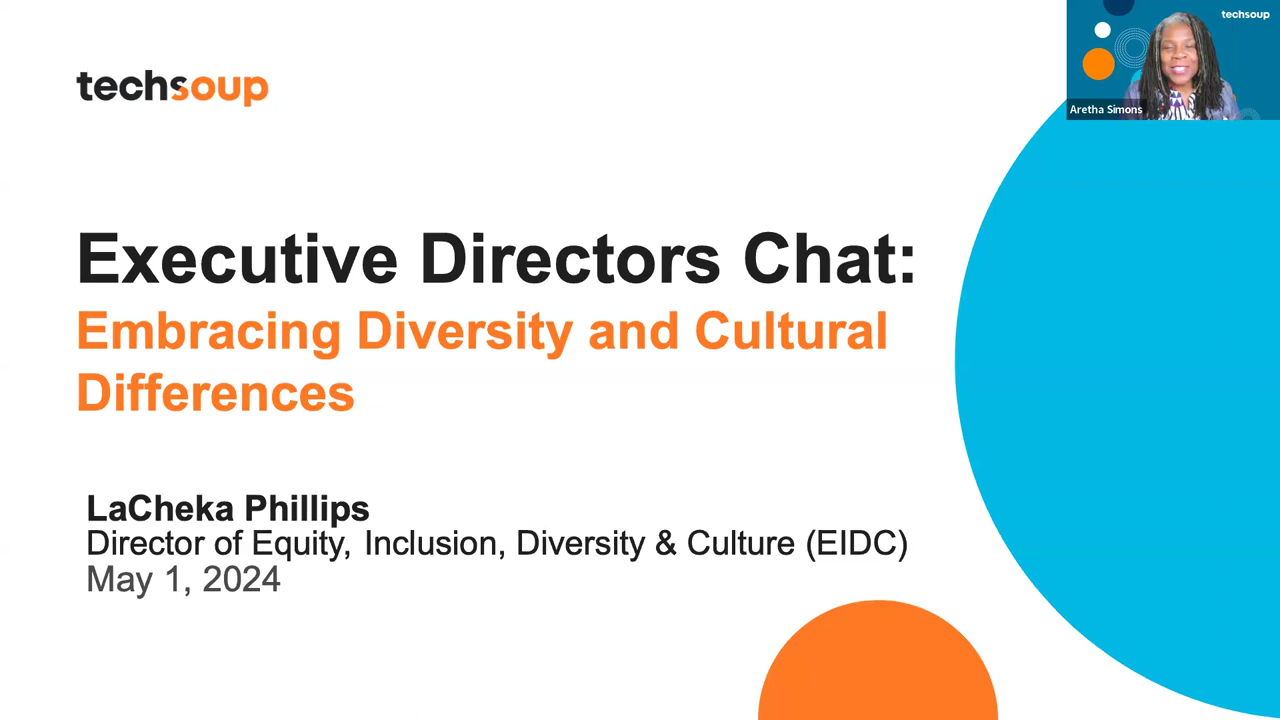 techsoup
techsoup
Aretha Simons
Executive Directors Chat:
Embracing Diversity and Cultural
Differences
LaCheka Phillips
Director of Equity, Inclusion, Diversity & Culture (EIDC)
May 1, 2024